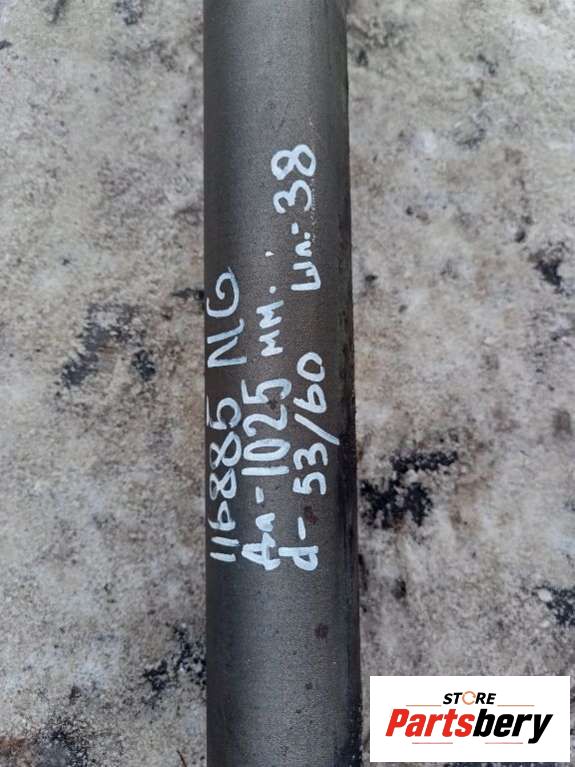 116885 NG
Дл-1025 мм.
d- 53/60 шл.-38
STORE
Partsbery